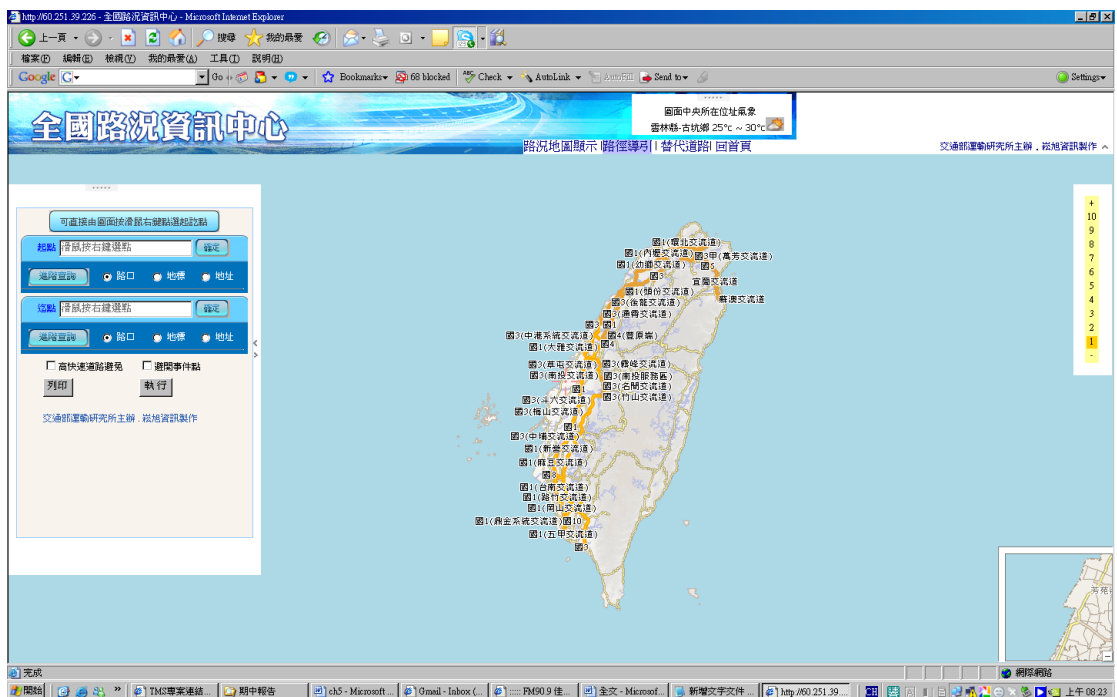 http://60.251.39.226 - 全國路況資訊中心 - Microsoft Internet Explorer
上一頁 搜尋 我的最愛
檔案(F) 編輯(E) 檢視(V) 我的最愛(A) 工具(T) 說明(H)
Google G Go Bookmarks 68 blocked Check AutoLink AutoFill Send to Settings
全國路況資訊中心
圖面中央所在位址氣象
雲林縣-古坑鄉 25°c ~ 30°c
路況地圖顯示 | 路徑導引 | 替代道路 | 回首頁
交通部運輸研究所主辦．崧旭資訊製作
可直接由圖面按滑鼠右鍵點選起訖點
起點 滑鼠按右鍵選點 確定
進階查詢 路口 地標 地址
迄點 滑鼠按右鍵選點 確定
進階查詢 路口 地標 地址
高快速道路避免 避開事件點
列印 執行
交通部運輸研究所主辦．崧旭資訊製作
國1(環北交流道)
國1(內壢交流道) 國3甲(萬芳交流道)
國1(幼獅交流道) 國5
國3 宜蘭交流道
國1(頭份交流道) 蘇澳交流道
國3(後龍交流道)
國3(通霄交流道)
國3 國1
國3(中港系統交流道) 國4(豐原端)
國1(大雅交流道) 國4
國3(草屯交流道) 國3(霧峰交流道)
國3(南投交流道) 國3(南投服務區)
國1 國3(名間交流道)
國3(斗六交流道) 國3(竹山交流道)
國3(梅山交流道)
國1
國3(中埔交流道)
國1(新營交流道)
國1(麻豆交流道)
國8
國1(台南交流道)
國1(路竹交流道)
國1(岡山交流道)
國1(鼎金系統交流道) 國10
國1(五甲交流道)
國3
+
10
9
8
7
6
5
4
3
2
1
-
芳苑
完成 網際網路
開始 TMS專案連結... 期中報告 ch5 - Microsoft ... Gmail - Inbox (... ::::: FM90.9 佳... 全文 - Microsof... 新增文字文件 ... http://60.251.39.... CH 上午 08:23